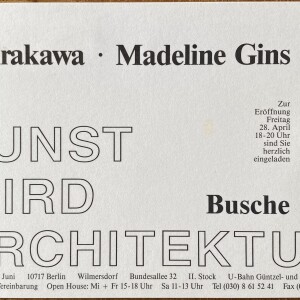 rakawa · Madeline Gins
Zur
Eröffnung
Freitag
28. April
18-20 Uhr
sind Sie
herzlich
eingeladen
UNST
IRD
Busche
RCHITEKTU
Juni 10717 Berlin Wilmersdorf Bundesallee 32 II. Stock U-Bahn Güntzel- und
Vereinbarung Open House: Mi + Fr 15-18 Uhr Sa 11-13 Uhr Tel (030) 8 61 52 41 Fax (0